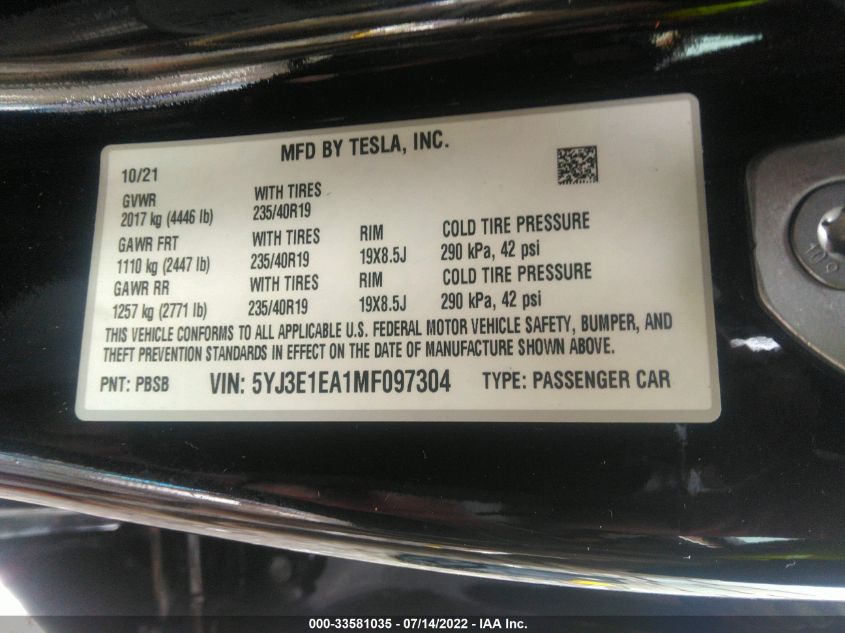 MFD BY TESLA, INC.
10/21
GVWR WITH TIRES
2017 kg (4446 lb) 235/40R19
GAWR FRT WITH TIRES RIM COLD TIRE PRESSURE
1110 kg (2447 lb) 235/40R19 19X8.5J 290 kPa, 42 psi
GAWR RR WITH TIRES RIM COLD TIRE PRESSURE
1257 kg (2771 lb) 235/40R19 19X8.5J 290 kPa, 42 psi
THIS VEHICLE CONFORMS TO ALL APPLICABLE U.S. FEDERAL MOTOR VEHICLE SAFETY, BUMPER, AND
THEFT PREVENTION STANDARDS IN EFFECT ON THE DATE OF MANUFACTURE SHOWN ABOVE.
PNT: PBSB VIN: 5YJ3E1EA1MF097304 TYPE: PASSENGER CAR
000-33581035 - 07/14/2022 - IAA Inc.